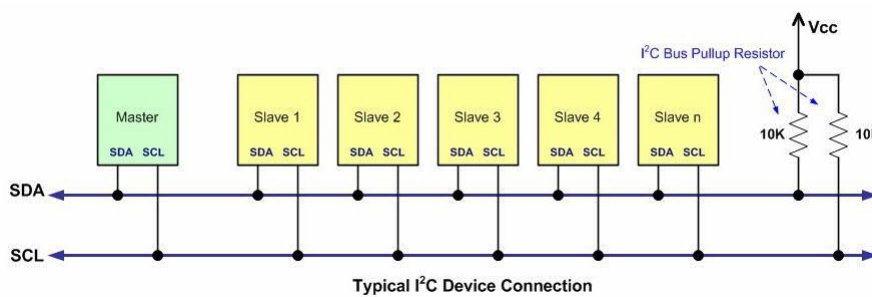 Vcc
I²C Bus Pullup Resistor
Master
Slave 1
Slave 2
Slave 3
Slave 4
Slave n
10K
10
SDA SCL
SDA SCL
SDA SCL
SDA SCL
SDA SCL
SDA SCL
SDA
SCL
Typical I²C Device Connection